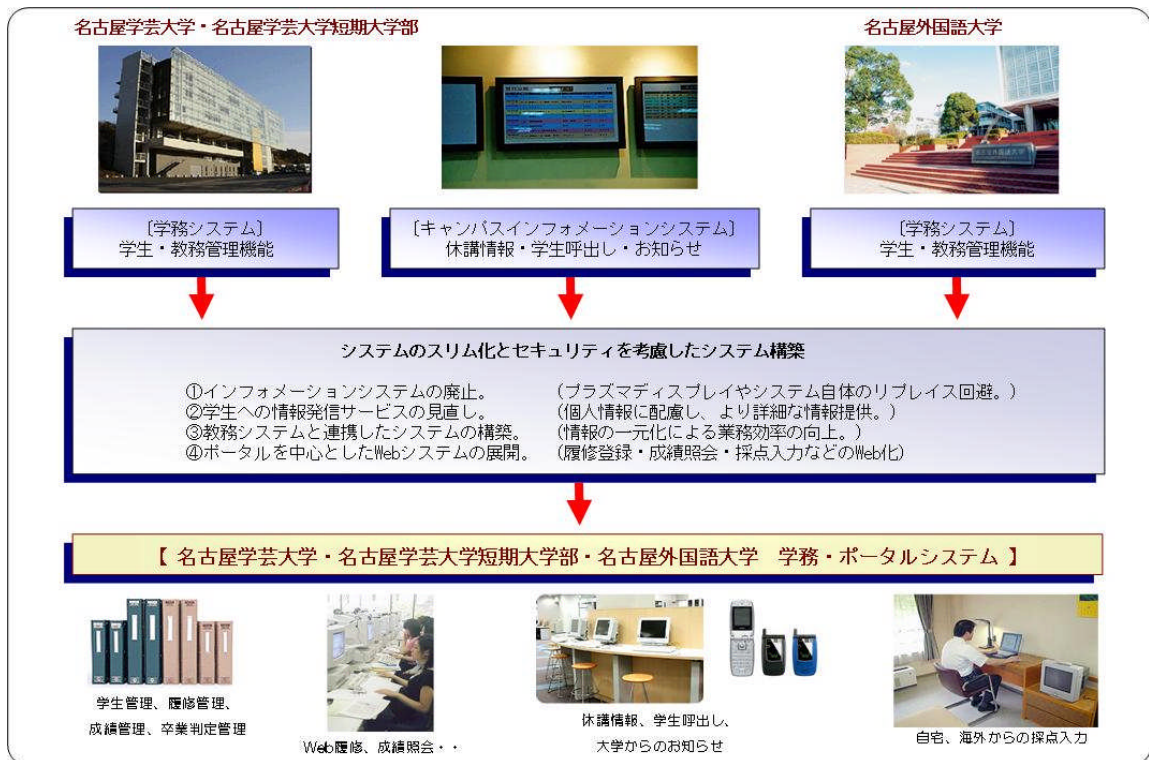 名古屋学芸大学・名古屋学芸大学短期大学部
名古屋外国語大学
名古屋外国語大学
〔学務システム〕
学生・教務管理機能
〔キャンパスインフォメーションシステム〕
休講情報・学生呼出し・お知らせ
〔学務システム〕
学生・教務管理機能
システムのスリム化とセキュリティを考慮したシステム構築
①インフォメーションシステムの廃止。 (プラズマディスプレイやシステム自体のリプレイス回避。)
②学生への情報発信サービスの見直し。 (個人情報に配慮し、より詳細な情報提供。)
③教務システムと連携したシステムの構築。 (情報の一元化による業務効率の向上。)
④ポータルを中心としたWebシステムの展開。 (履修登録・成績照会・採点入力などのWeb化)
【 名古屋学芸大学・名古屋学芸大学短期大学部・名古屋外国語大学 学務・ポータルシステム 】
学生管理、履修管理、
成績管理、卒業判定管理
Web履修、成績照会・・
休講情報、学生呼出し、
大学からのお知らせ
自宅、海外からの採点入力